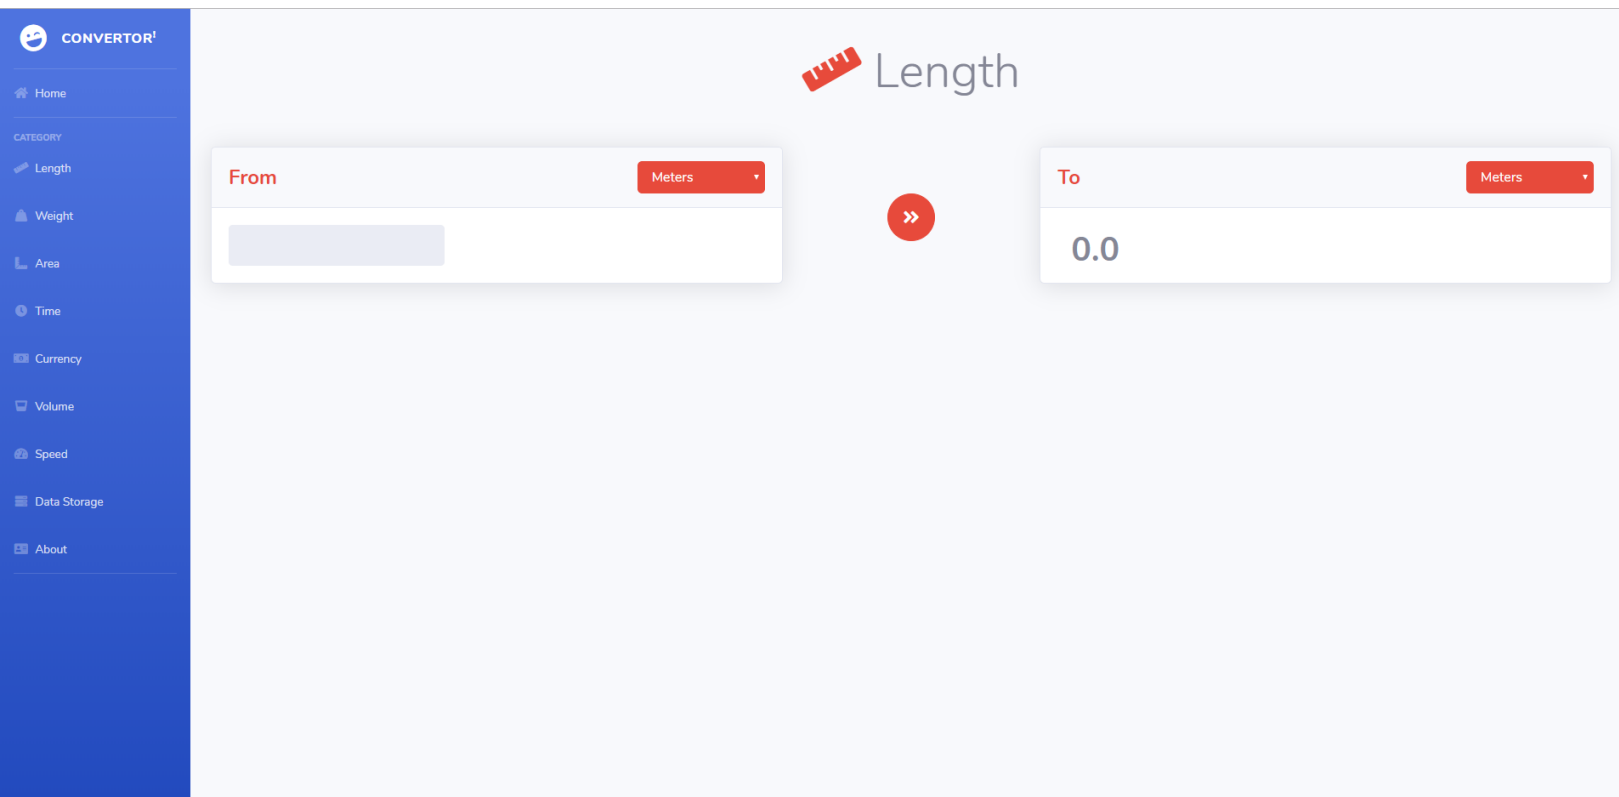 CONVERTOR!
Home
CATEGORY
Length
Weight
Area
Time
Currency
Volume
Speed
Data Storage
About
Length
From
Meters
To
Meters
0.0